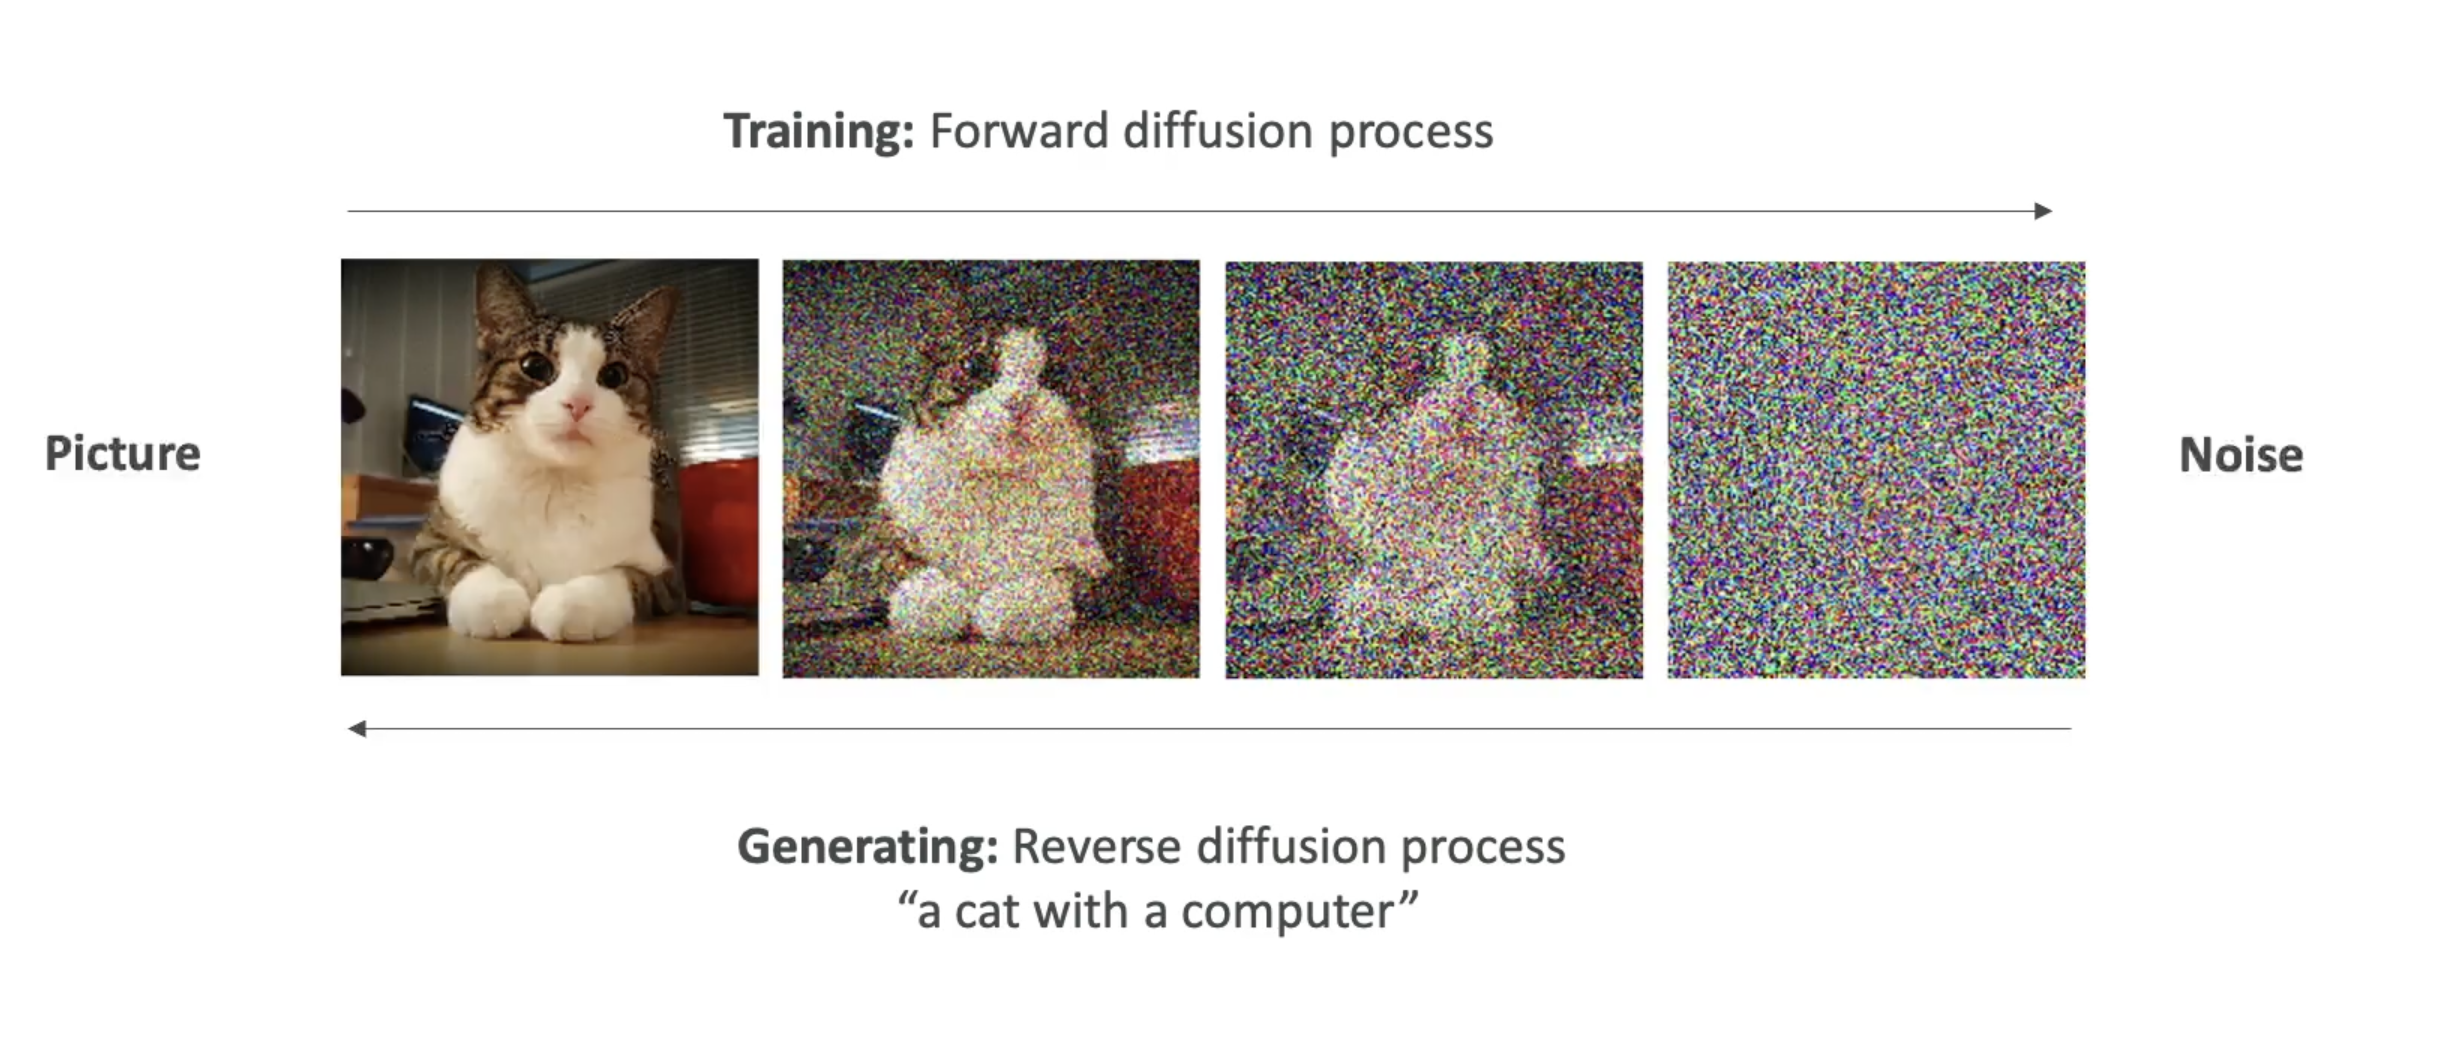 Training: Forward diffusion process
Picture
Noise
Generating: Reverse diffusion process
“a cat with a computer”